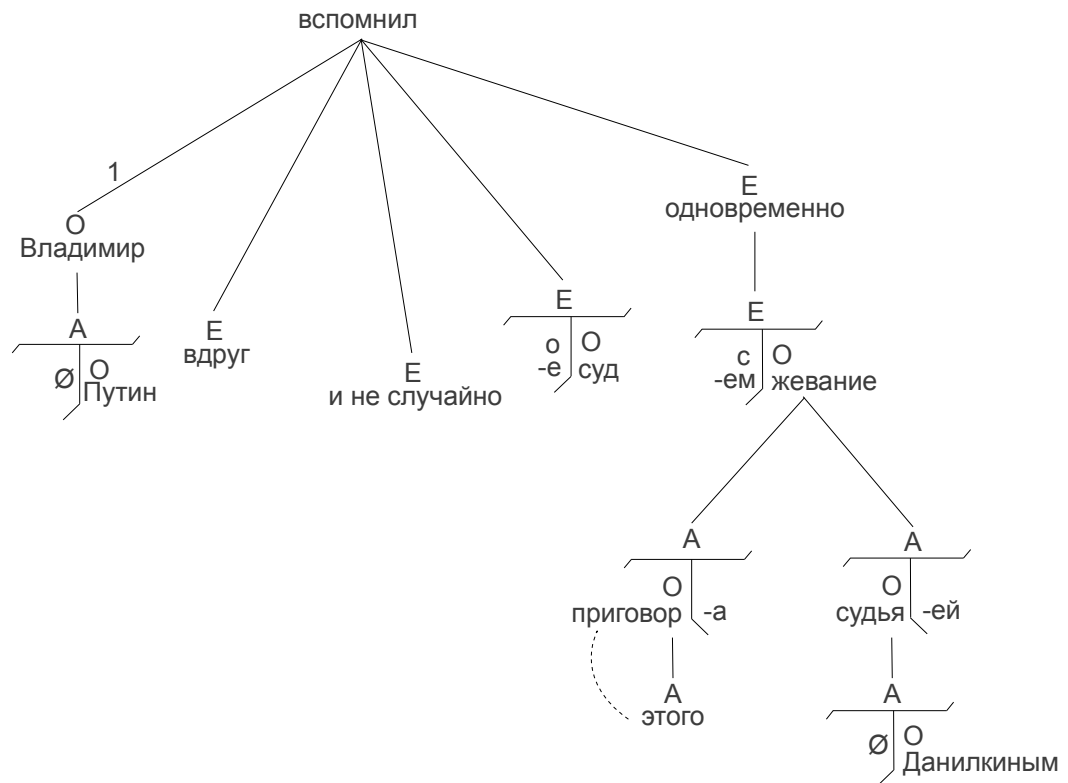 вспомнил
1
О
Владимир
А
Ø О
Путин
Е
вдруг
Е
и не случайно
Е
о О
-е суд
Е
одновременно
Е
с О
-ем жевание
А
О
приговор -а
А
этого
А
О
судья -ей
А
Ø О
Данилкиным